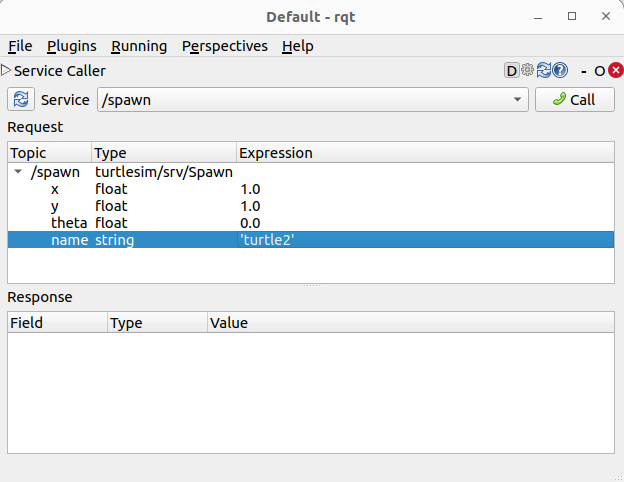 Default - rqt
File Plugins Running Perspectives Help
Service Caller D - O
Service /spawn Call
Request
Topic Type Expression
/spawn turtlesim/srv/Spawn
x float 1.0
y float 1.0
theta float 0.0
name string 'turtle2'
Response
Field Type Value